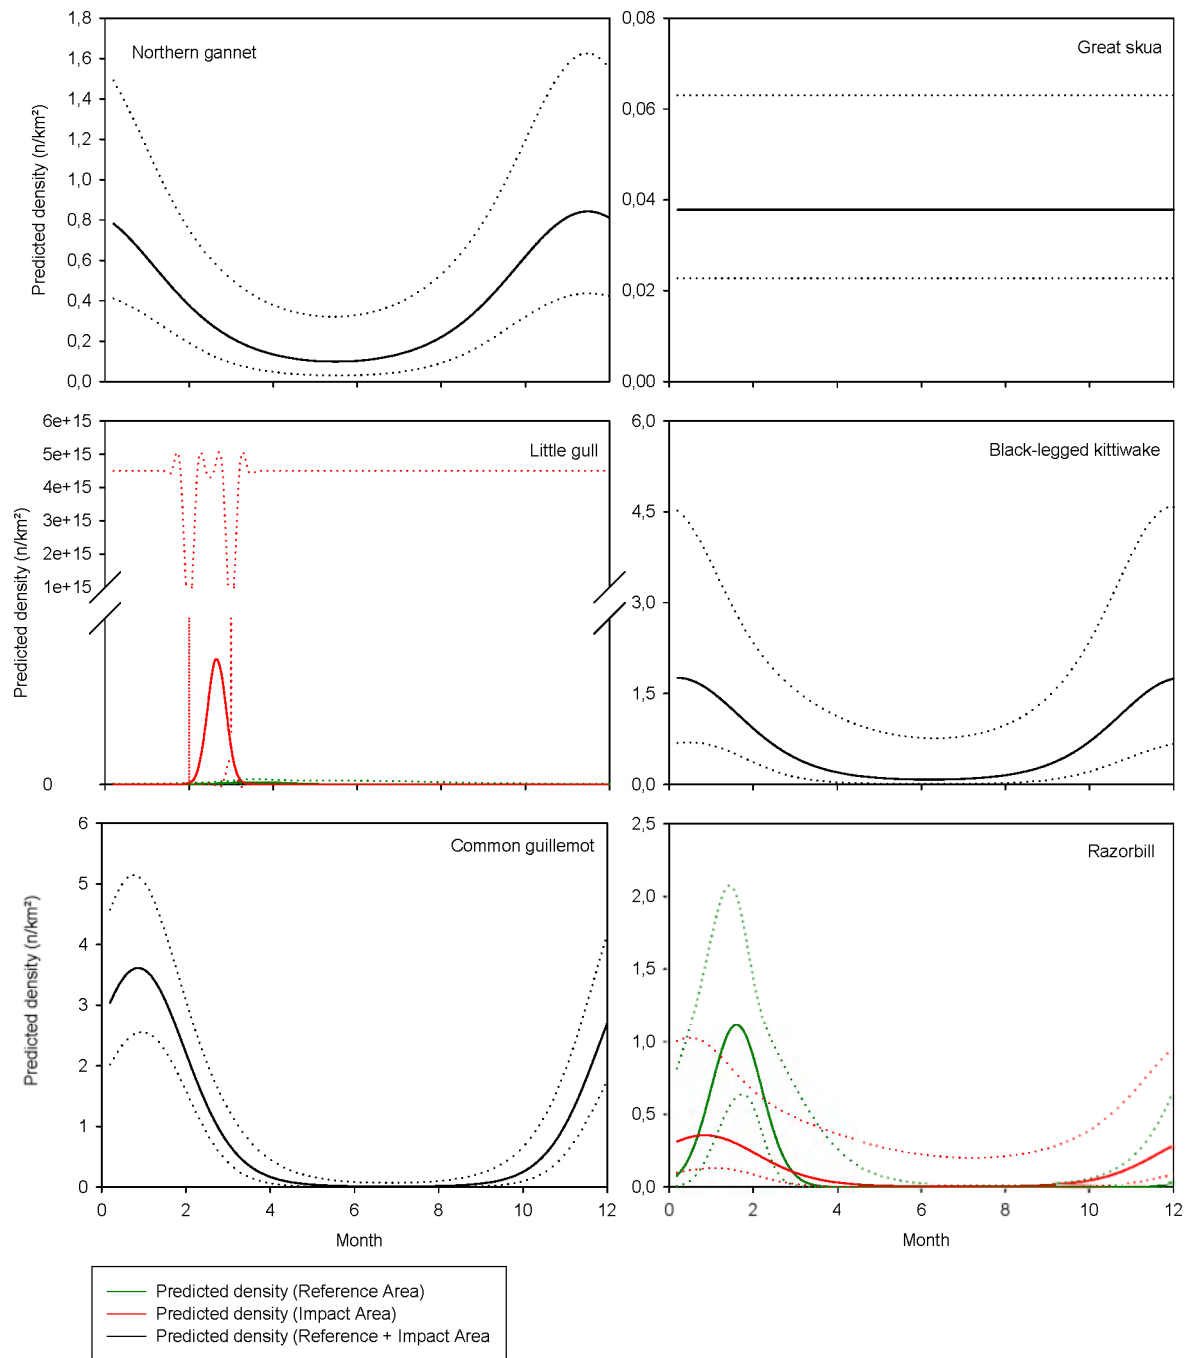 Northern gannet
Predicted density (n/km²)
1,8
1,6
1,4
1,2
1,0
0,8
0,6
0,4
0,2
0,0
Great skua
0,08
0,06
0,04
0,02
0,00
Little gull
Predicted density (n/km²)
6e+15
5e+15
4e+15
3e+15
2e+15
1e+15
0
Black-legged kittiwake
6,0
4,5
3,0
1,5
0,0
Common guillemot
Predicted density (n/km²)
6
5
4
3
2
1
0
0 2 4 6 8 10 12
Month
Razorbill
2,5
2,0
1,5
1,0
0,5
0,0
0 2 4 6 8 10 12
Month
Predicted density (n/km²)
Predicted density (Reference Area)
Predicted density (Impact Area)
Predicted density (Reference + Impact Area